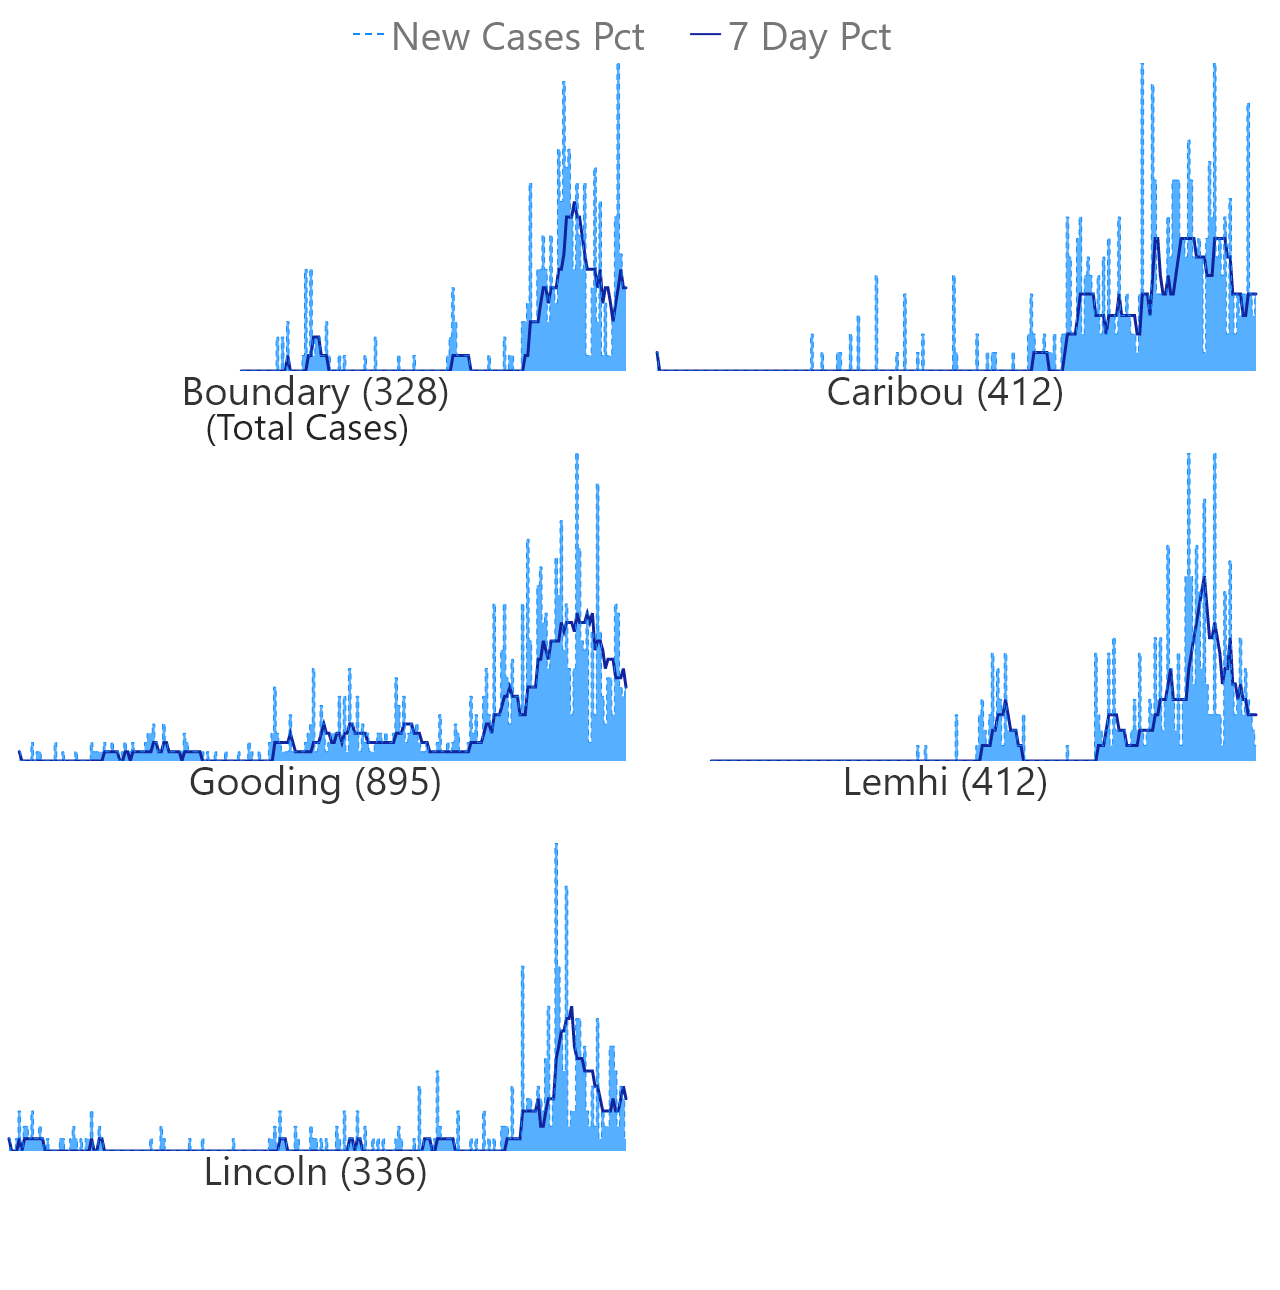 New Cases Pct 7 Day Pct
Boundary (328) Caribou (412)
(Total Cases)
Gooding (895) Lemhi (412)
Lincoln (336)